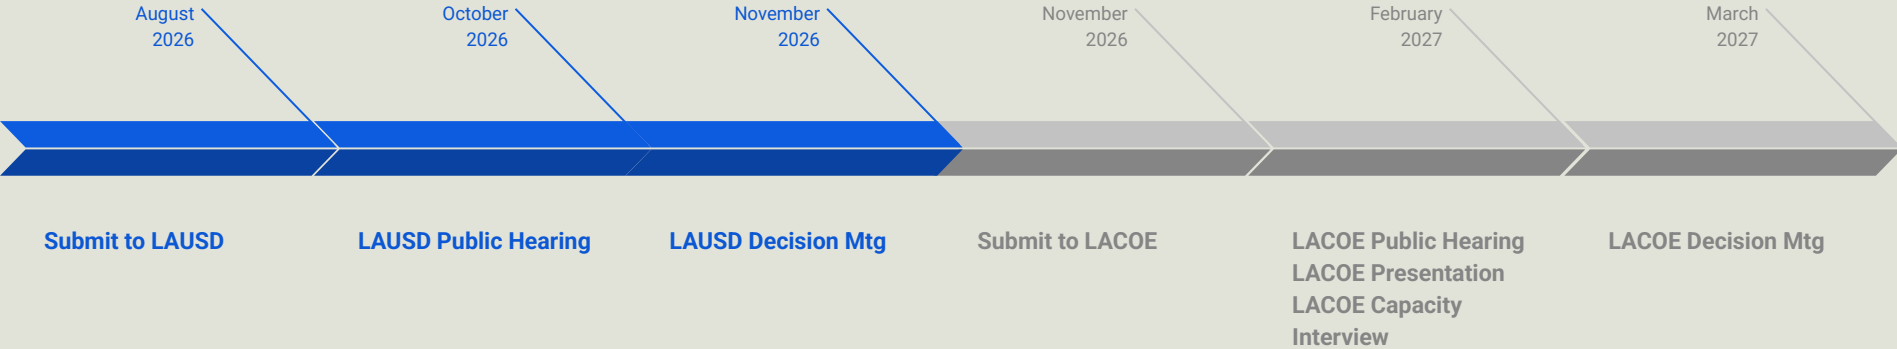 August
2026
October
2026
November
2026
November
2026
February
2027
March
2027
Submit to LAUSD
LAUSD Public Hearing
LAUSD Decision Mtg
Submit to LACOE
LACOE Public Hearing
LACOE Presentation
LACOE Capacity
Interview
LACOE Decision Mtg